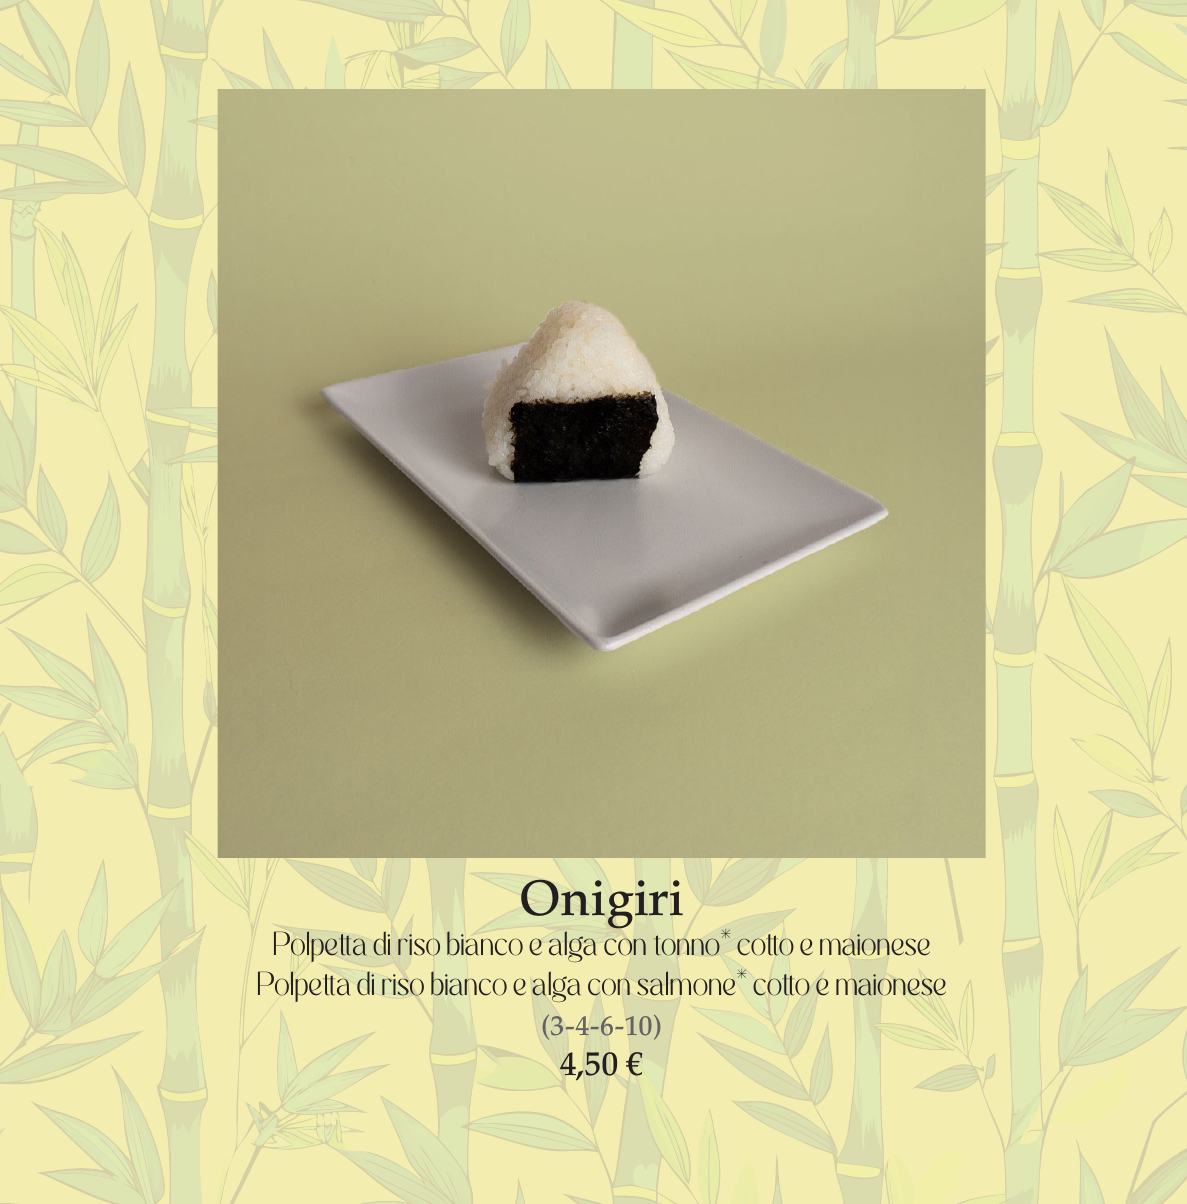 Onigiri
Polpetta di riso bianco e alga con tonno* cotto e maionese
Polpetta di riso bianco e alga con salmone* cotto e maionese
(3-4-6-10)
4,50 €